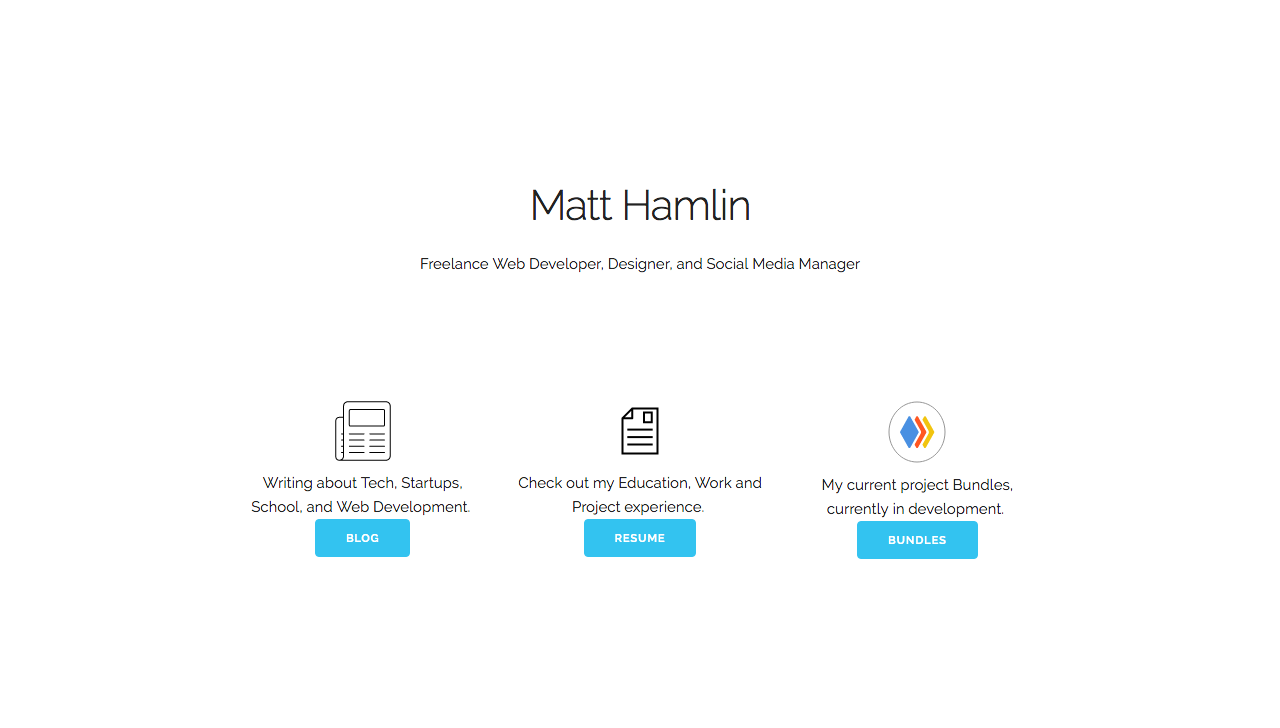 Matt Hamlin
Freelance Web Developer, Designer, and Social Media Manager
Writing about Tech, Startups,
School, and Web Development.
BLOG
Check out my Education, Work and
Project experience.
RESUME
My current project Bundles,
currently in development.
BUNDLES